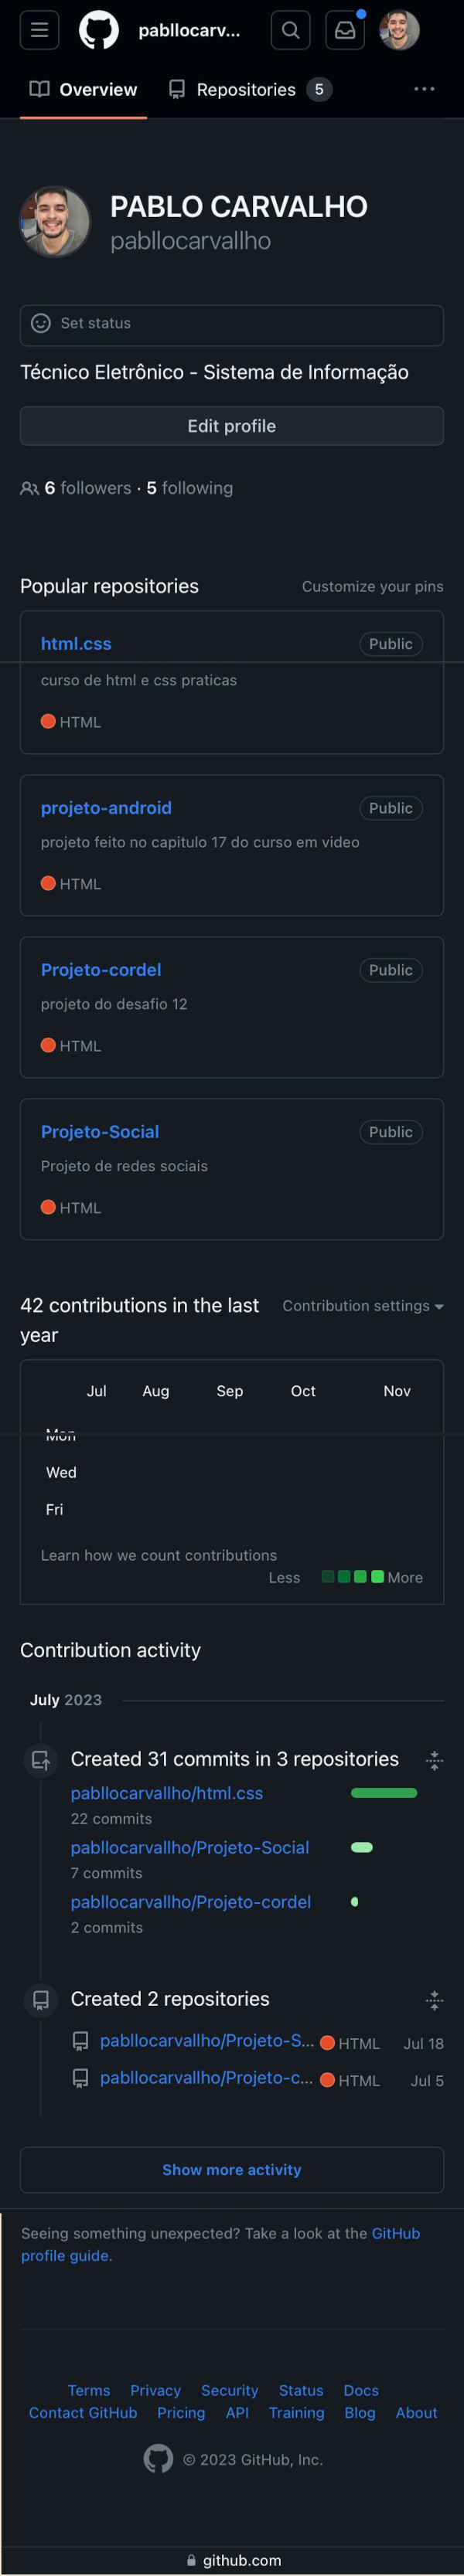 pabllocarv...
Overview Repositories 5 ...
PABLO CARVALHO
pabllocarvallho
Set status
Técnico Eletrônico - Sistema de Informação
Edit profile
6 followers · 5 following
Popular repositories Customize your pins
html.css Public
curso de html e css praticas
HTML
projeto-android Public
projeto feito no capitulo 17 do curso em video
HTML
Projeto-cordel Public
projeto do desafio 12
HTML
Projeto-Social Public
Projeto de redes sociais
HTML
42 contributions in the last Contribution settings
year
Jul Aug Sep Oct Nov
Mon
Wed
Fri
Learn how we count contributions
Less More
Contribution activity
July 2023
Created 31 commits in 3 repositories
pabllocarvallho/html.css
22 commits
pabllocarvallho/Projeto-Social
7 commits
pabllocarvallho/Projeto-cordel
2 commits
Created 2 repositories
pabllocarvallho/Projeto-S... HTML Jul 18
pabllocarvallho/Projeto-c... HTML Jul 5
Show more activity
Seeing something unexpected? Take a look at the GitHub
profile guide.
Terms Privacy Security Status Docs
Contact GitHub Pricing API Training Blog About
© 2023 GitHub, Inc.
github.com